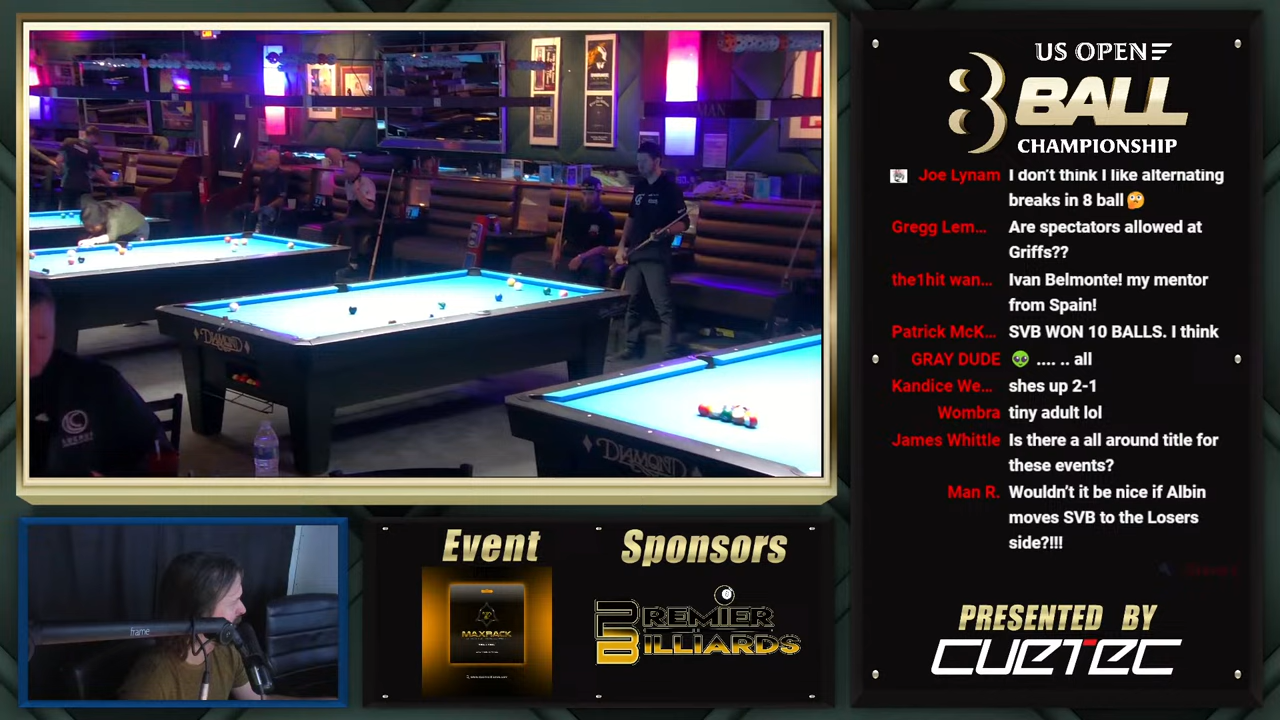 US OPEN
8 BALL
CHAMPIONSHIP
Joe Lynam I don't think I like alternating
breaks in 8 ball🤔
Gregg Lem... Are spectators allowed at
Griffs??
the1hit wan... Ivan Belmonte! my mentor
from Spain!
Patrick McK... SVB WON 10 BALLS. I think
GRAY DUDE 👽 .... .. all
Kandice We... shes up 2-1
Wombra tiny adult lol
James Whittle Is there a all around title for
these events?
Man R. Wouldn't it be nice if Albin
moves SVB to the Losers
side?!!!
PRESENTED BY
CUETEC
DIAMOND
DIAMOND
frame
Event Sponsors
MAXRACK
PREMIER
BILLIARDS